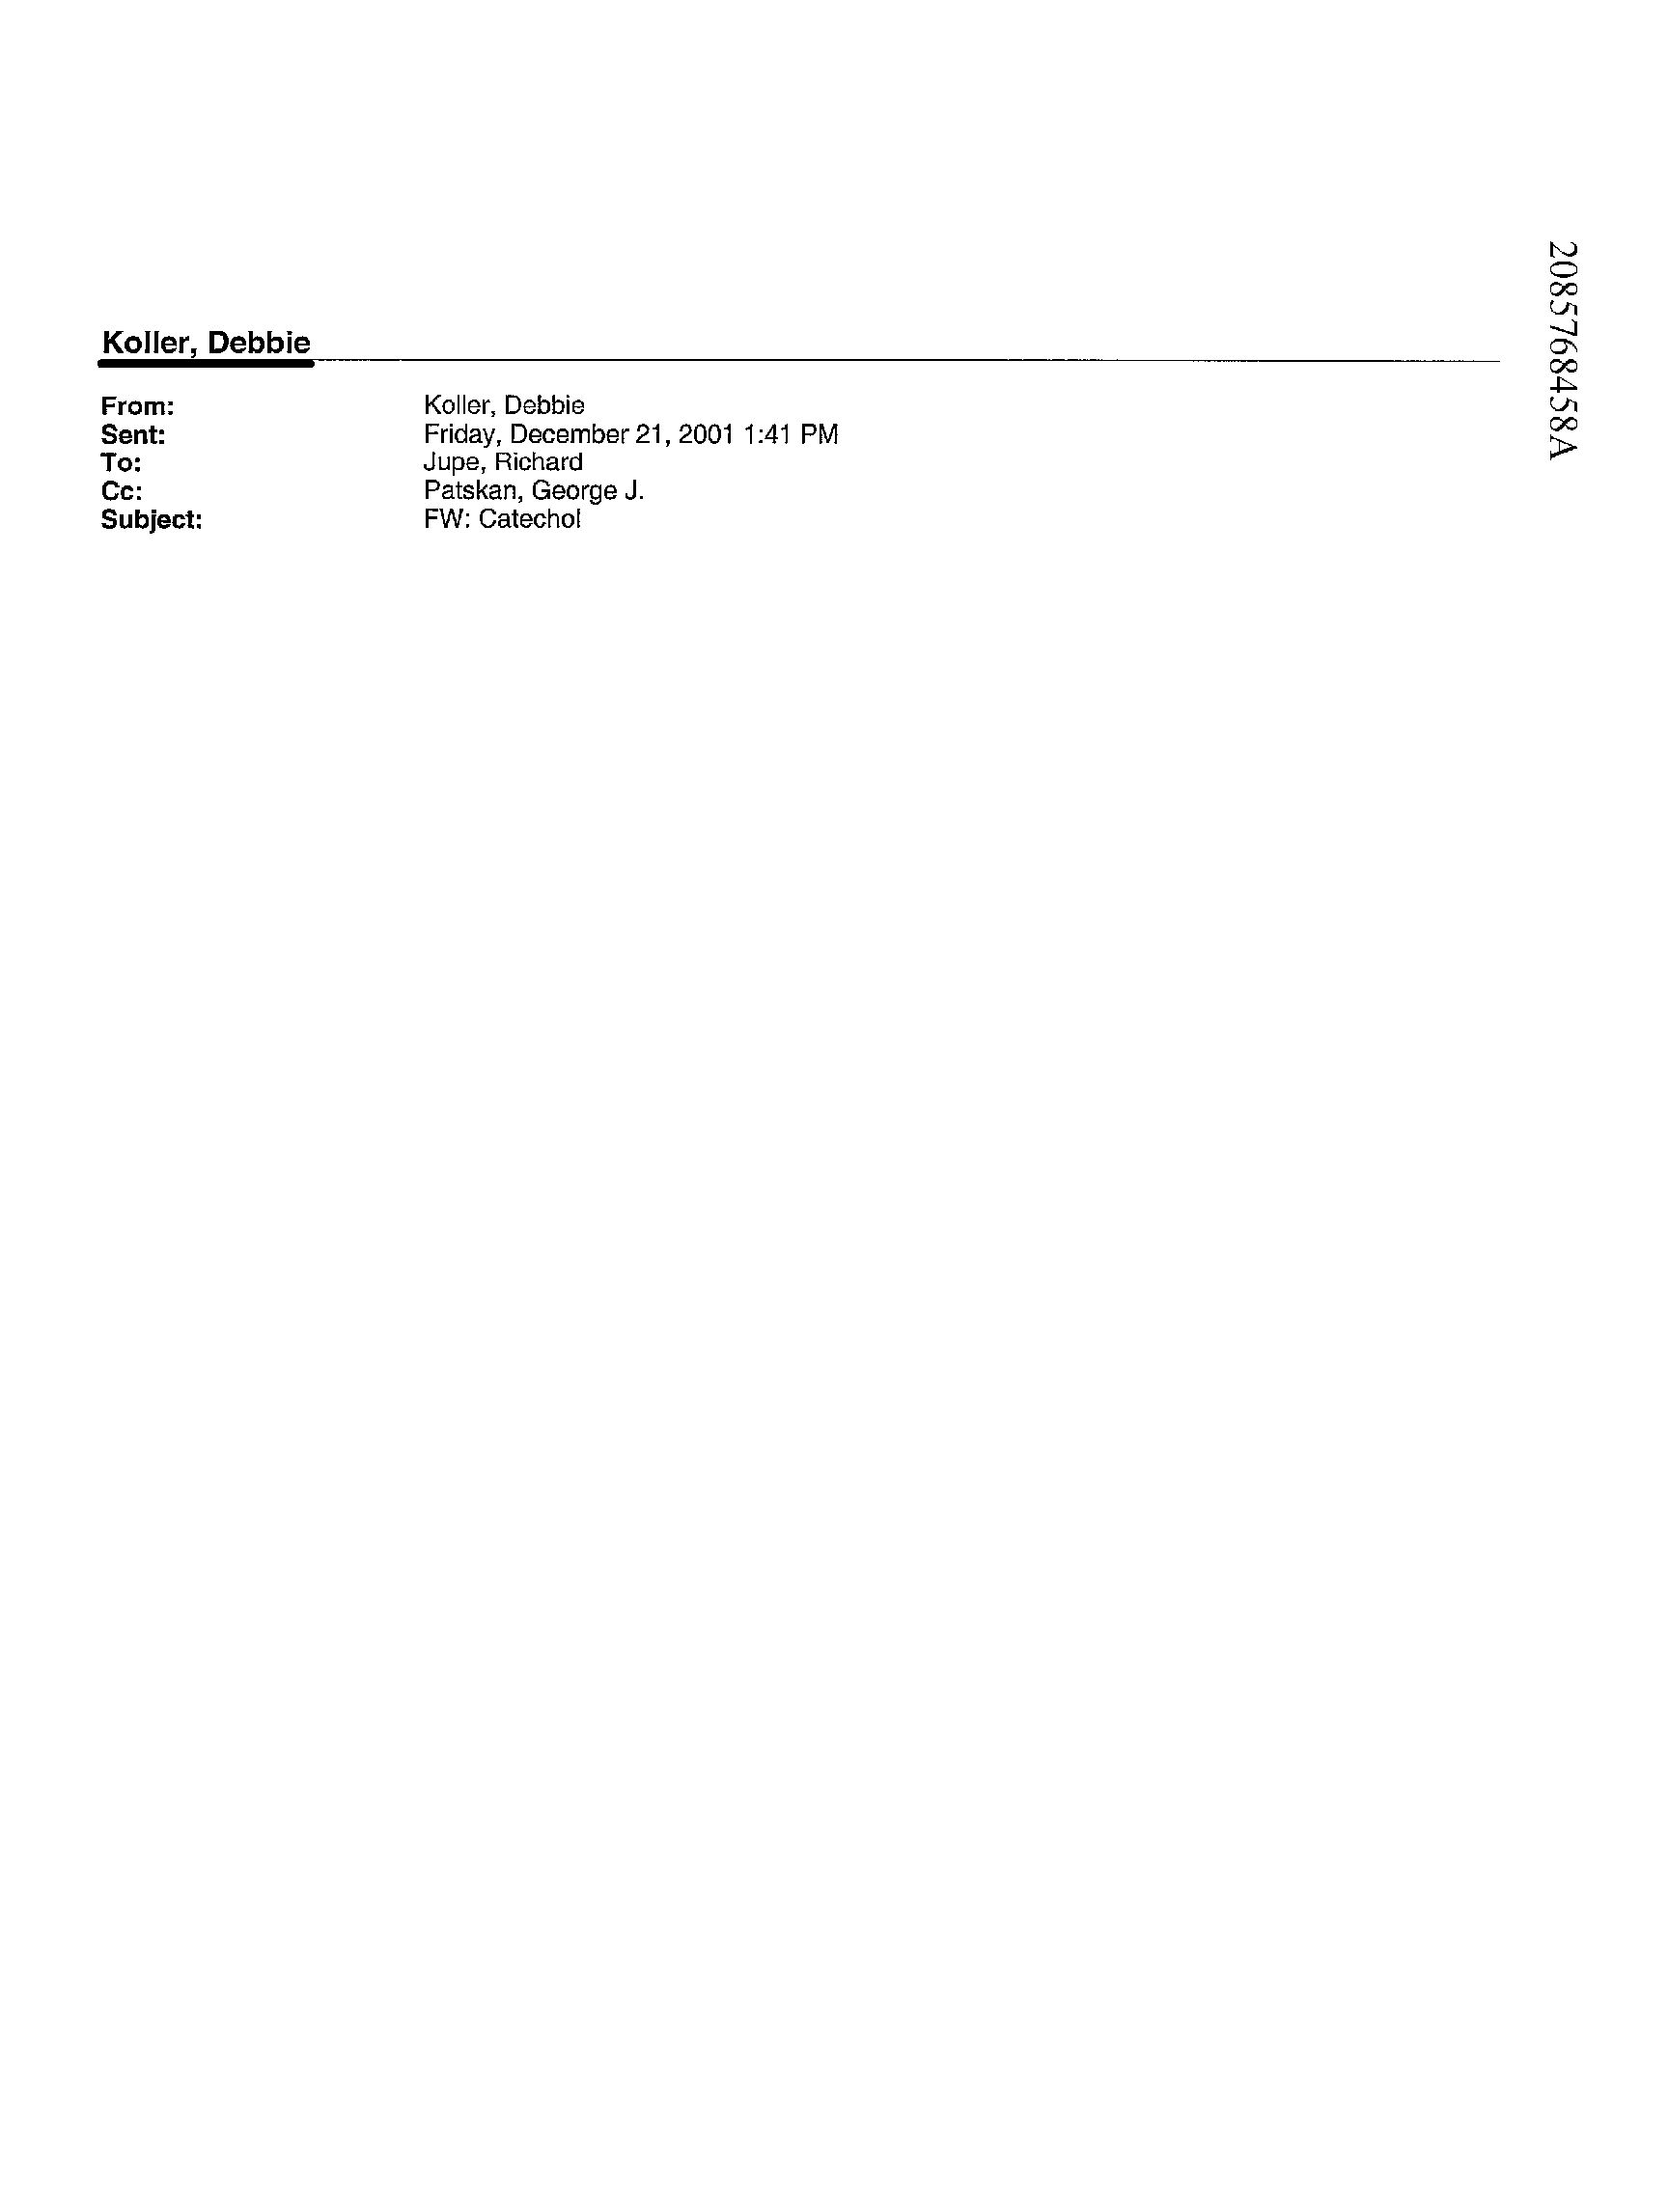 Koller, Debbie
From: Koller, Debbie
Sent: Friday, December 21, 2001 1:41 PM
To: Jupe, Richard
Cc: Patskan, George J.
Subject: FW: Catechol
2085768458A